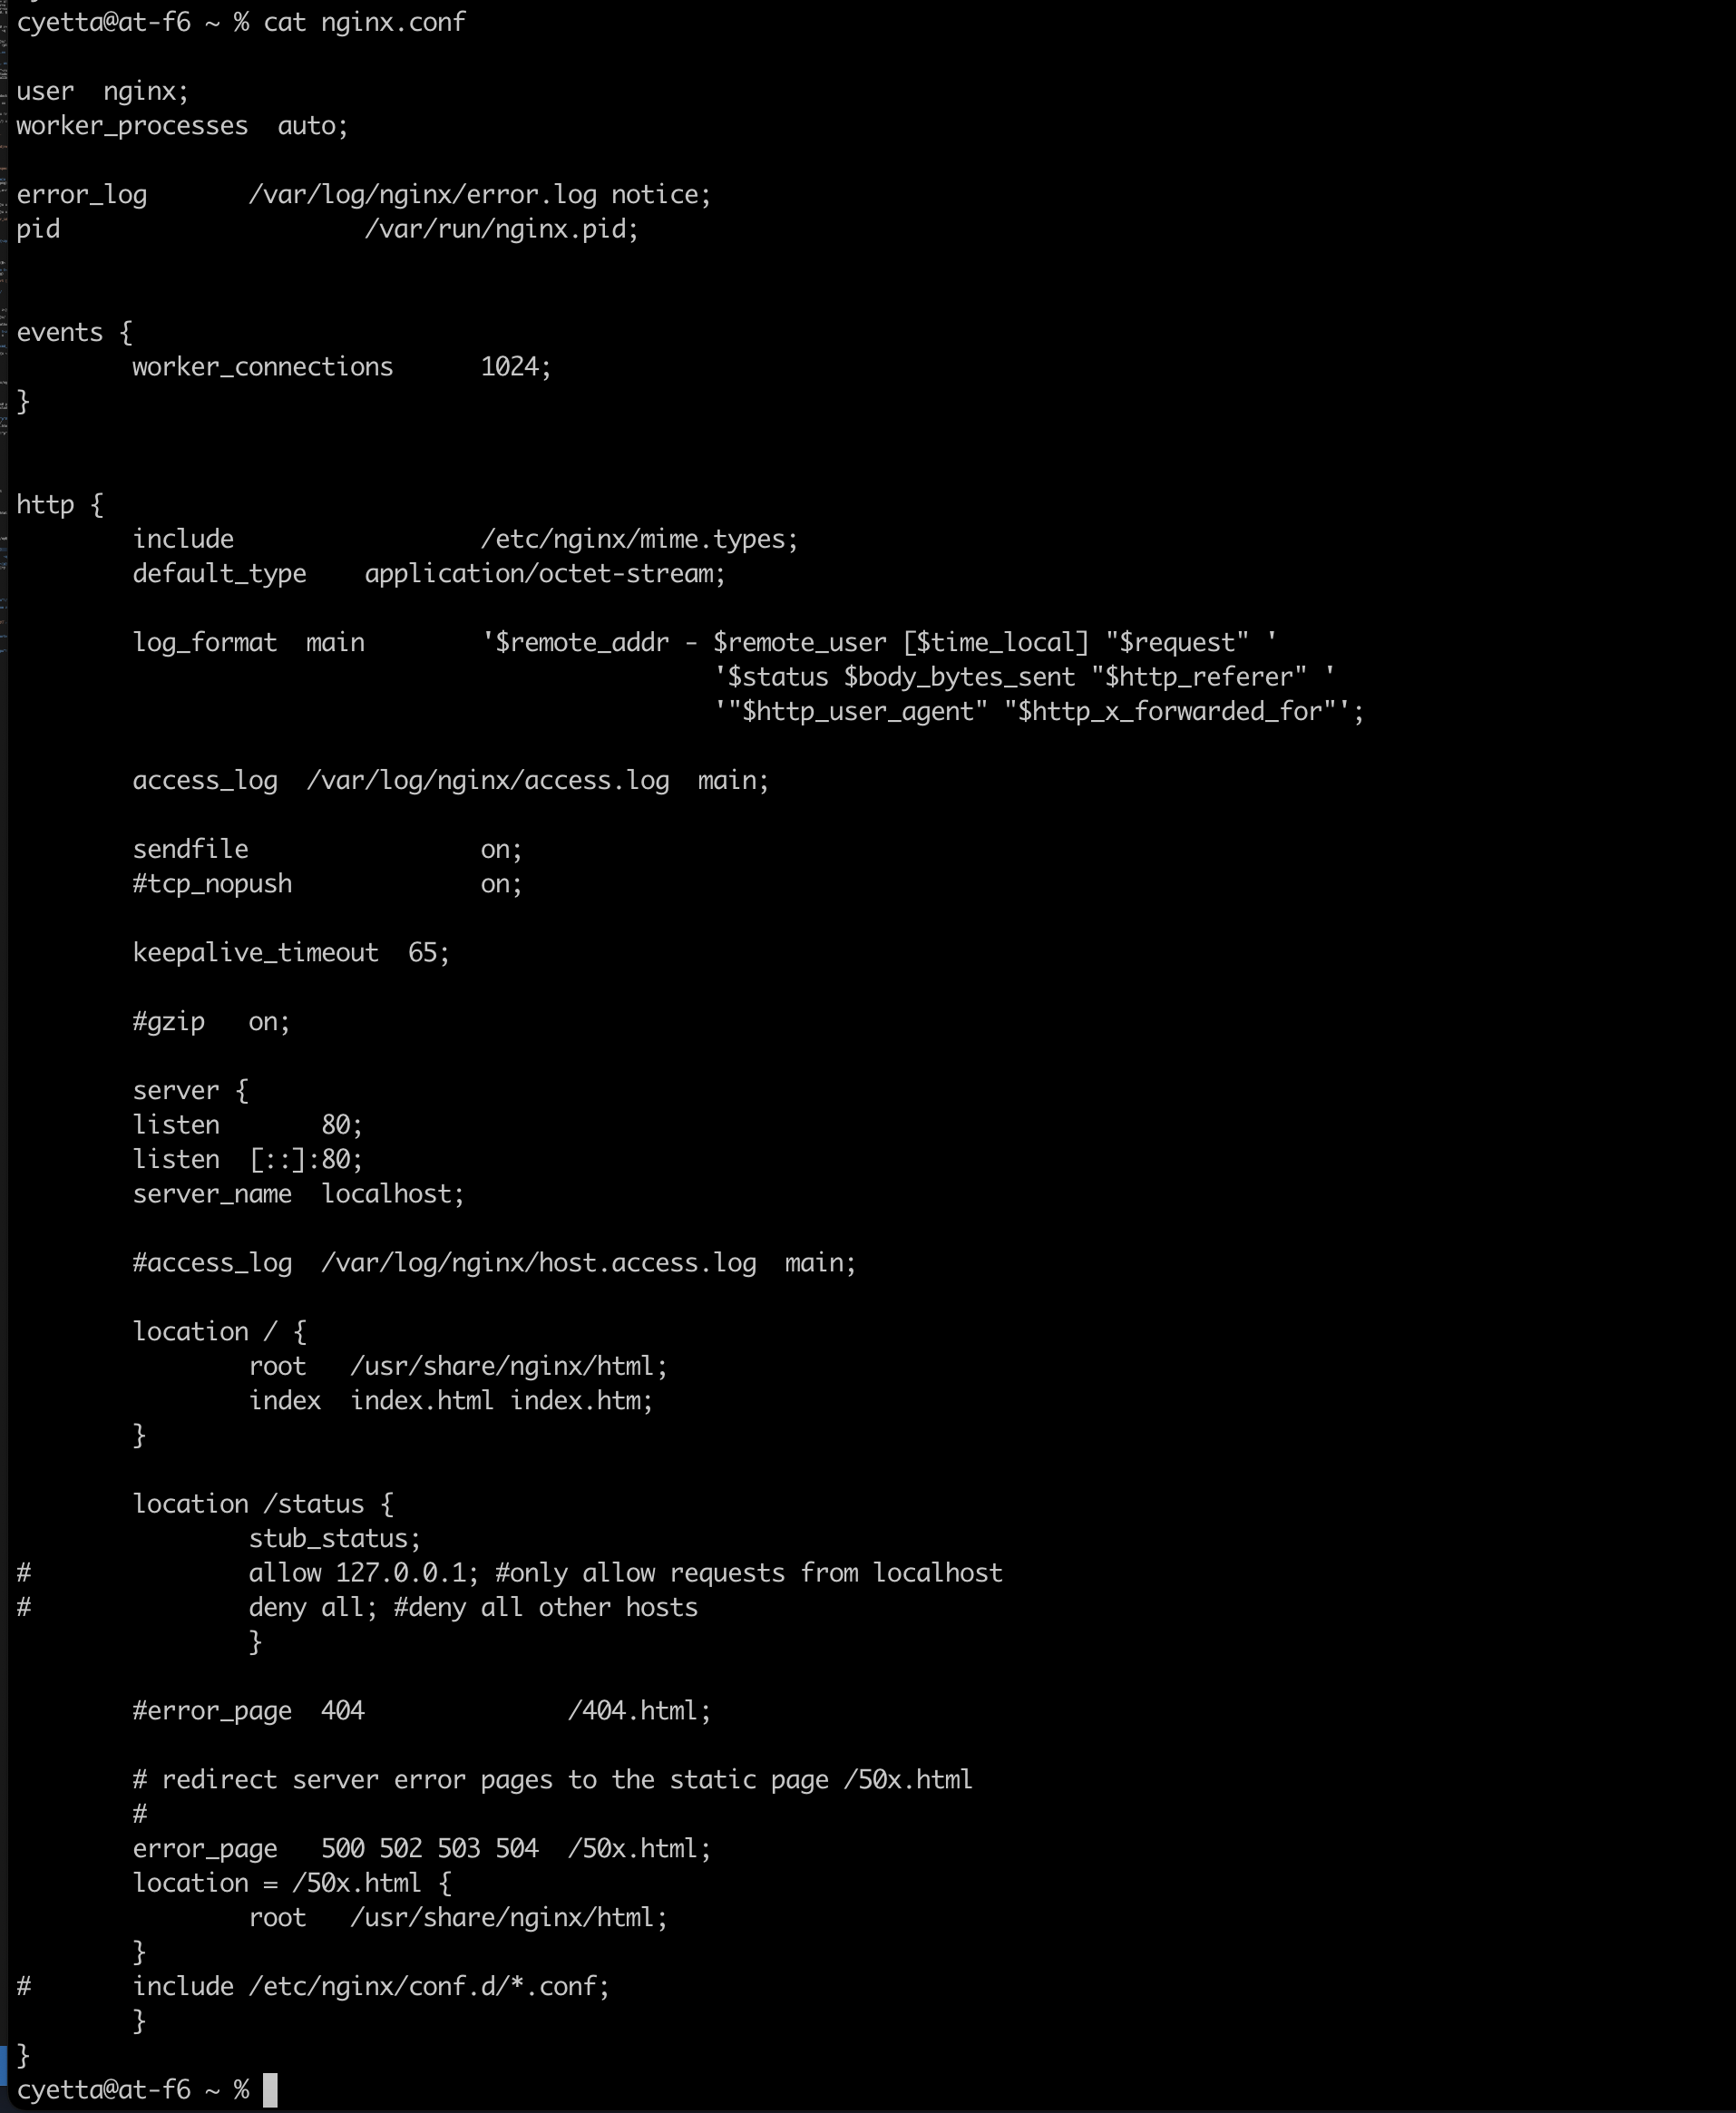 cyetta@at-f6 ~ % cat nginx.conf

user  nginx;
worker_processes  auto;

error_log       /var/log/nginx/error.log notice;
pid                     /var/run/nginx.pid;


events {
        worker_connections      1024;
}


http {
        include                 /etc/nginx/mime.types;
        default_type    application/octet-stream;

        log_format  main        '$remote_addr - $remote_user [$time_local] "$request" '
                                                '$status $body_bytes_sent "$http_referer" '
                                                '"$http_user_agent" "$http_x_forwarded_for"';

        access_log  /var/log/nginx/access.log  main;

        sendfile                on;
        #tcp_nopush             on;

        keepalive_timeout  65;

        #gzip   on;

        server {
        listen       80;
        listen  [::]:80;
        server_name  localhost;

        #access_log  /var/log/nginx/host.access.log  main;

        location / {
                root   /usr/share/nginx/html;
                index  index.html index.htm;
        }

        location /status {
                stub_status;
#               allow 127.0.0.1; #only allow requests from localhost
#               deny all; #deny all other hosts
                }

        #error_page  404              /404.html;

        # redirect server error pages to the static page /50x.html
        #
        error_page   500 502 503 504  /50x.html;
        location = /50x.html {
                root   /usr/share/nginx/html;
        }
#       include /etc/nginx/conf.d/*.conf;
        }
}
cyetta@at-f6 ~ %